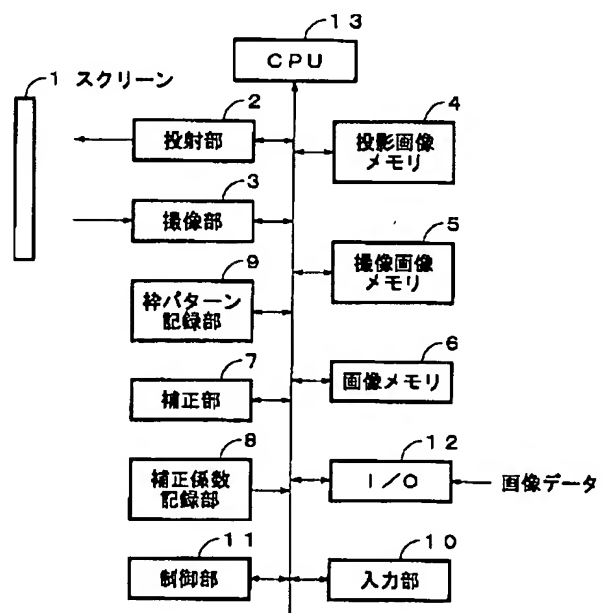 13
CPU
1 スクリーン
2
投射部
4
投影画像
メモリ
3
撮像部
5
撮像画像
メモリ
9
枠パターン
記録部
6
画像メモリ
7
補正部
12
I/O
画像データ
8
補正係数
記録部
11
制御部
10
入力部